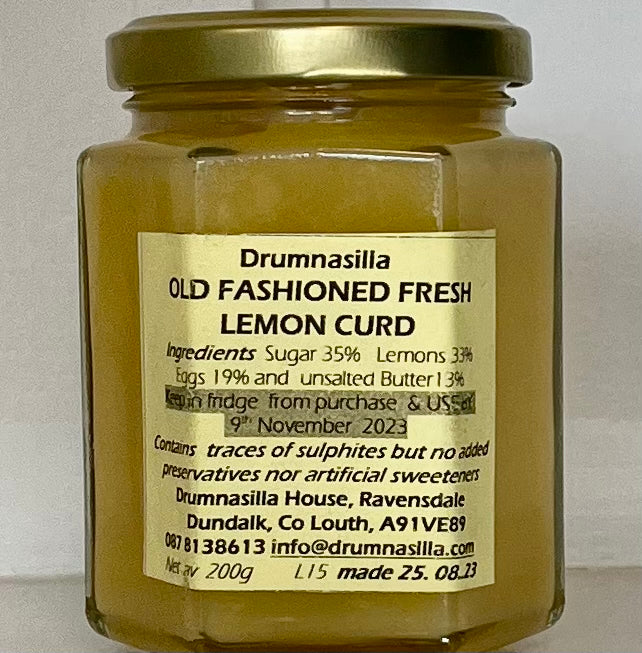 Drumnasilla
OLD FASHIONED FRESH
LEMON CURD
Ingredients Sugar 35% Lemons 33%
Eggs 19% and unsalted Butter13%
Keep in fridge from purchase & USE BY
9th November 2023
Contains traces of sulphites but no added
preservatives nor artificial sweeteners
Drumnasilla House, Ravensdale
Dundalk, Co Louth, A91VE89
087 8138613 info@drumnasilla.com
Net av 200g L15 made 25. 08.23